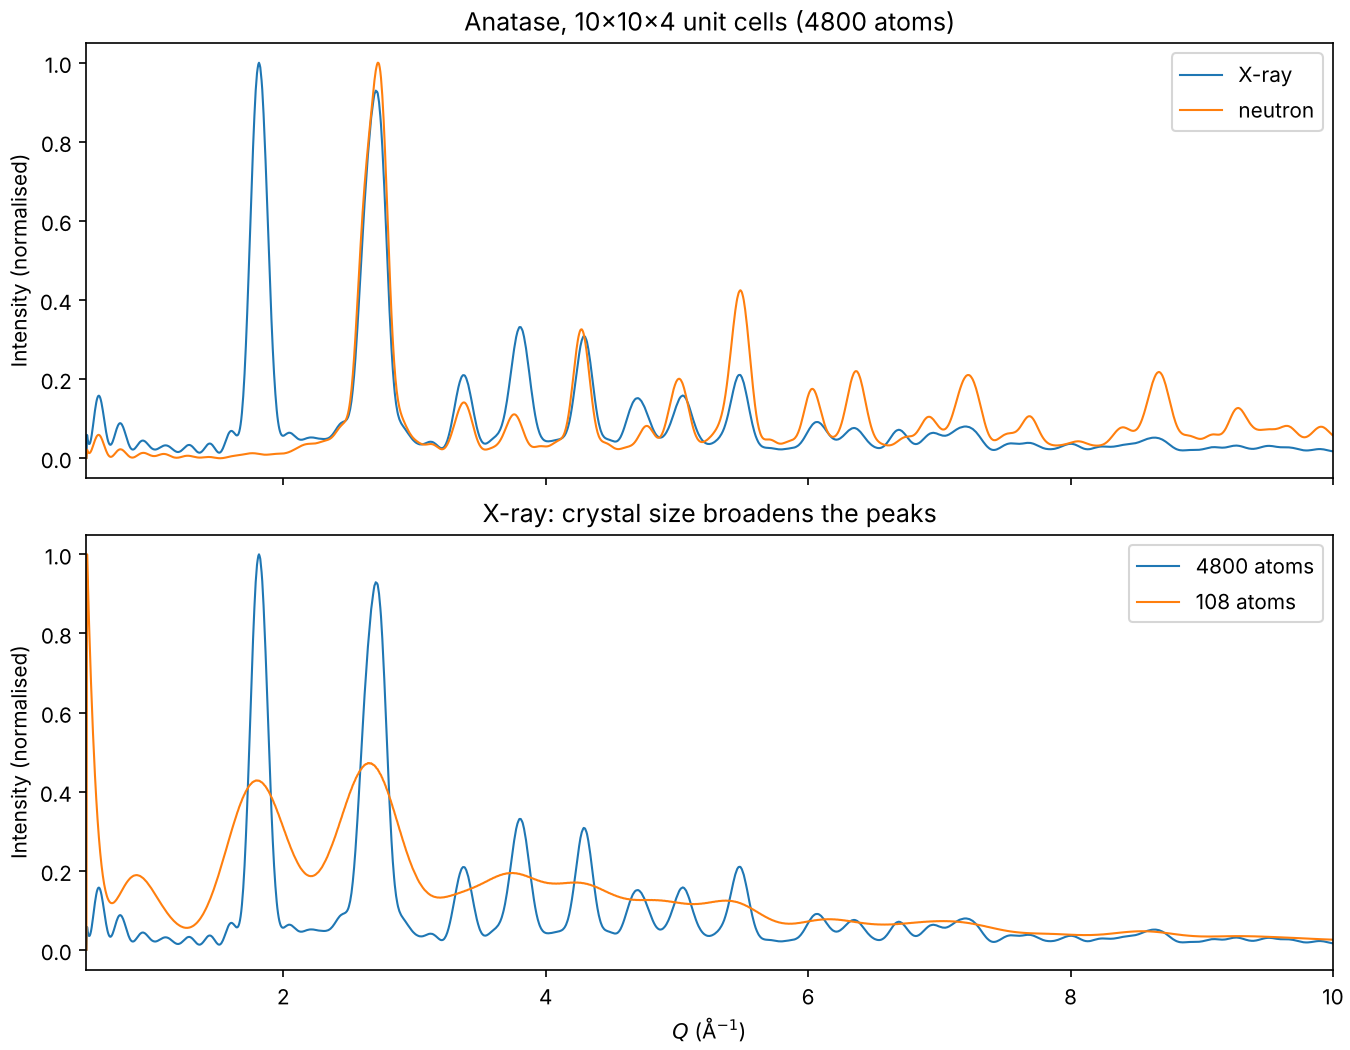 Anatase, 10×10×4 unit cells (4800 atoms)
Intensity (normalised)
1.0
0.8
0.6
0.4
0.2
0.0
X-ray
neutron
X-ray: crystal size broadens the peaks
Intensity (normalised)
1.0
0.8
0.6
0.4
0.2
0.0
4800 atoms
108 atoms
2 4 6 8 10
Q (Å⁻¹)